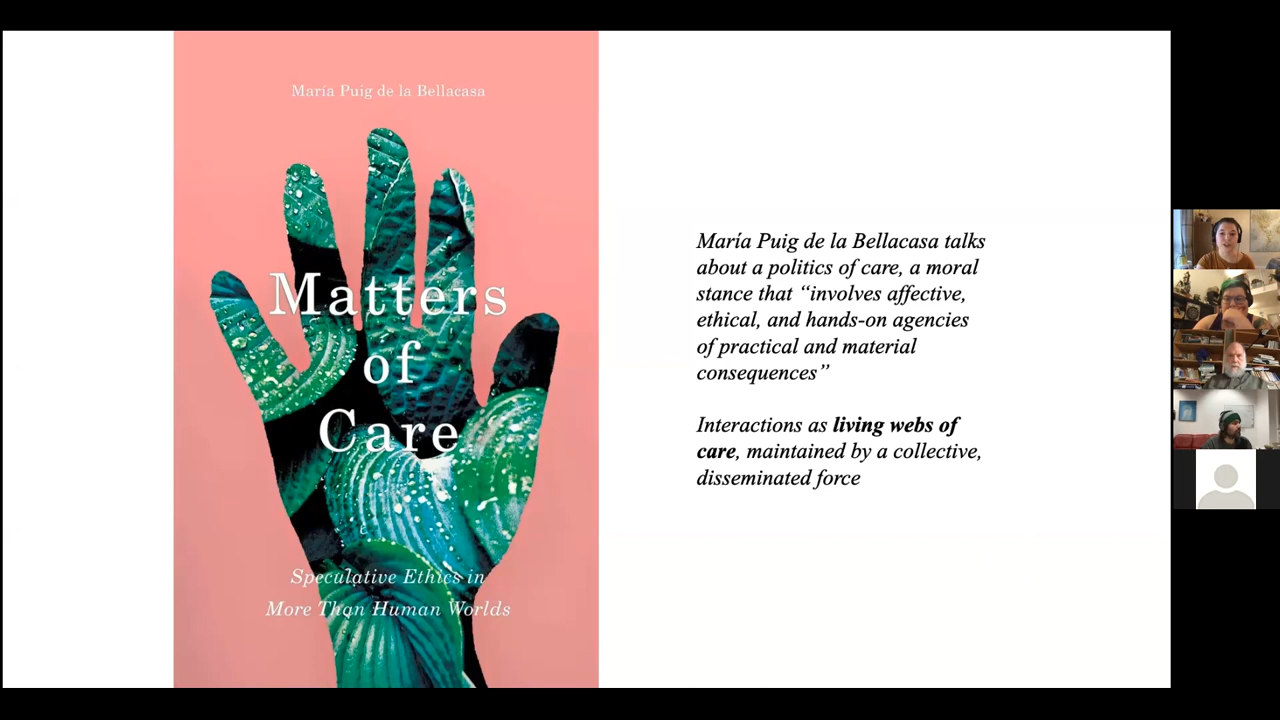 María Puig de la Bellacasa
Matters
of
Care
Speculative Ethics in
More Than Human Worlds
María Puig de la Bellacasa talks
about a politics of care, a moral
stance that “involves affective,
ethical, and hands-on agencies
of practical and material
consequences”
Interactions as living webs of
care, maintained by a collective,
disseminated force